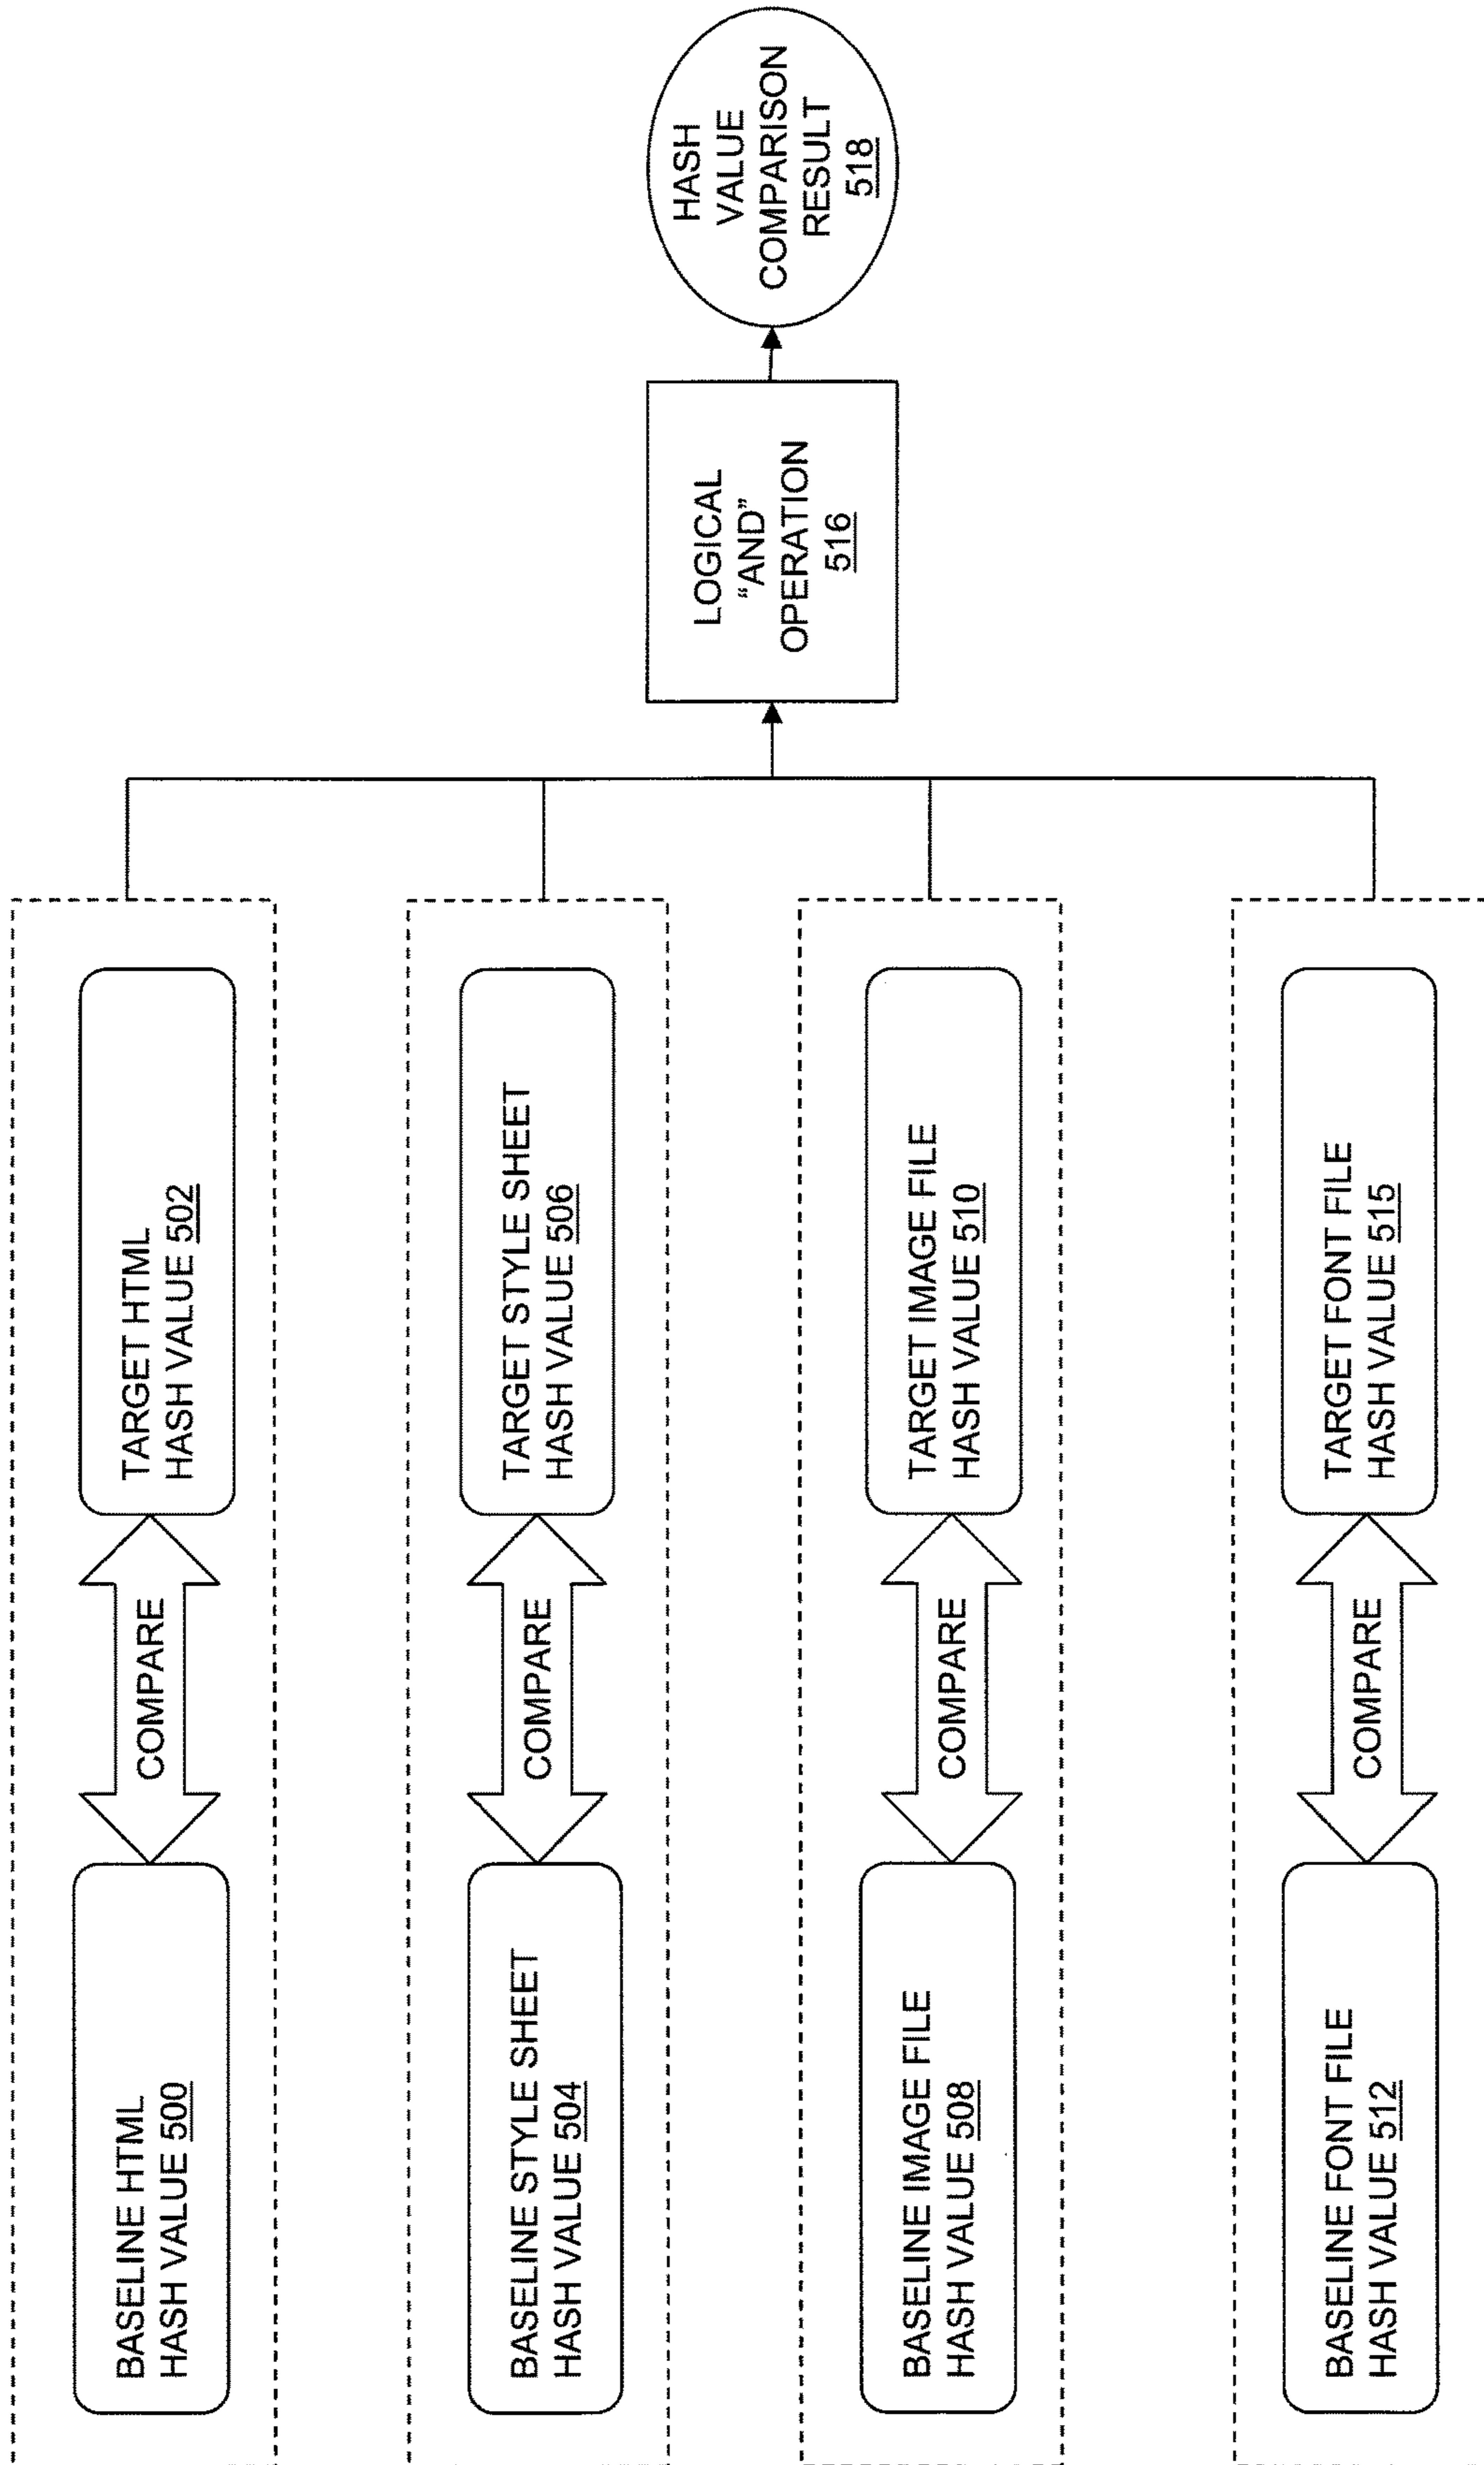 BASELINE HTML
HASH VALUE 500
COMPARE
TARGET HTML
HASH VALUE 502
BASELINE STYLE SHEET
HASH VALUE 504
COMPARE
TARGET STYLE SHEET
HASH VALUE 506
BASELINE IMAGE FILE
HASH VALUE 508
COMPARE
TARGET IMAGE FILE
HASH VALUE 510
BASELINE FONT FILE
HASH VALUE 512
COMPARE
TARGET FONT FILE
HASH VALUE 515
LOGICAL
“AND”
OPERATION
516
HASH
VALUE
COMPARISON
RESULT
518